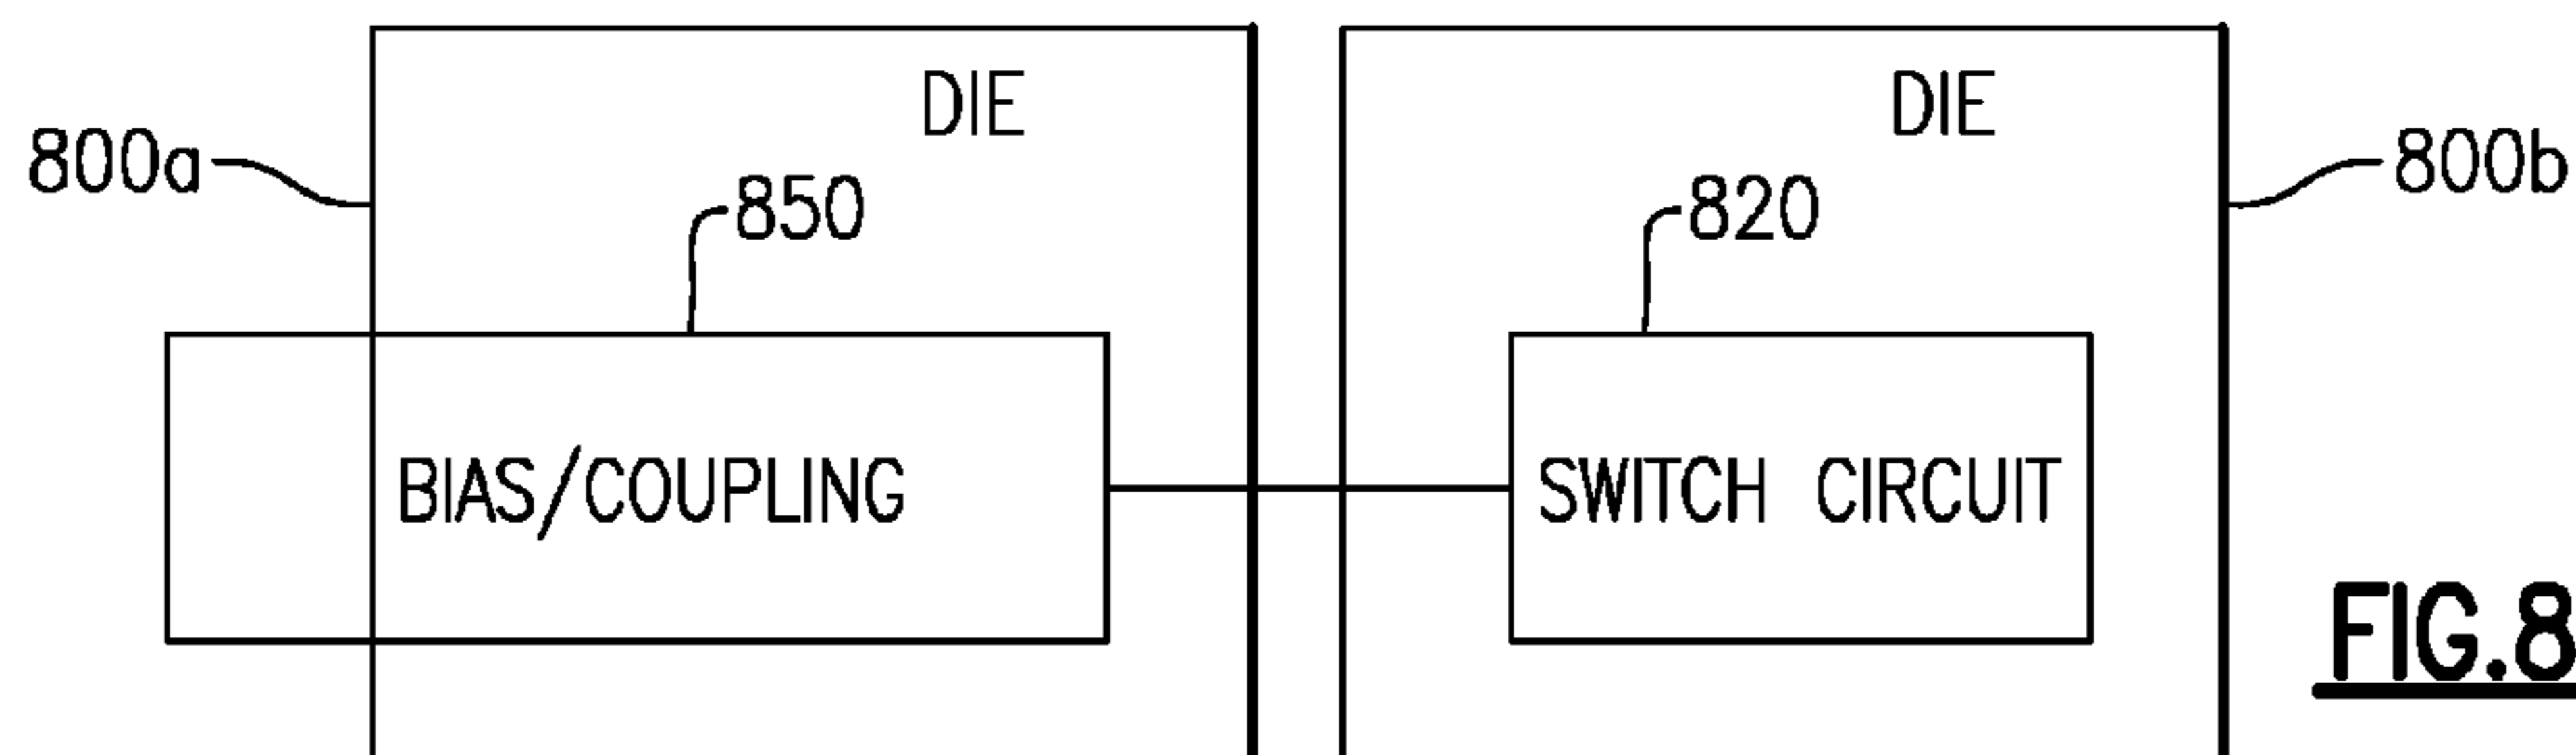 DIE DIE
800a 800b
850 820
BIAS/COUPLING SWITCH CIRCUIT
FIG.8